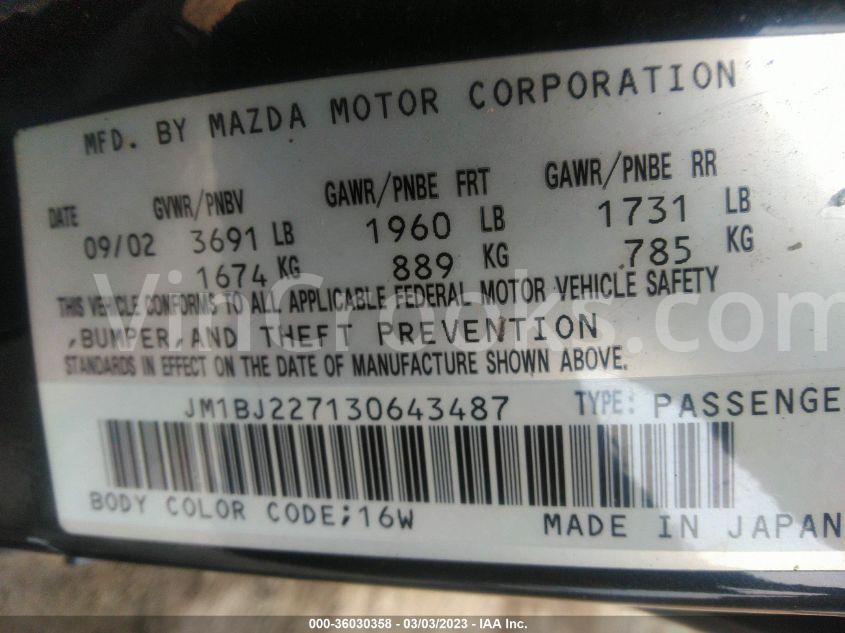 MFD. BY MAZDA MOTOR CORPORATION
DATE GVWR/PNBV GAWR/PNBE FRT GAWR/PNBE RR
09/02 3691 LB 1960 LB 1731 LB
1674 KG 889 KG 785 KG
THIS VEHICLE CONFORMS TO ALL APPLICABLE FEDERAL MOTOR VEHICLE SAFETY
,BUMPER,AND THEFT PREVENTION
STANDARDS IN EFFECT ON THE DATE OF MANUFACTURE SHOWN ABOVE.
JM1BJ227130643487 TYPE: PASSENGE
BODY COLOR CODE;16W MADE IN JAPAN
VinCrooks.com
000-36030358 - 03/03/2023 - IAA Inc.